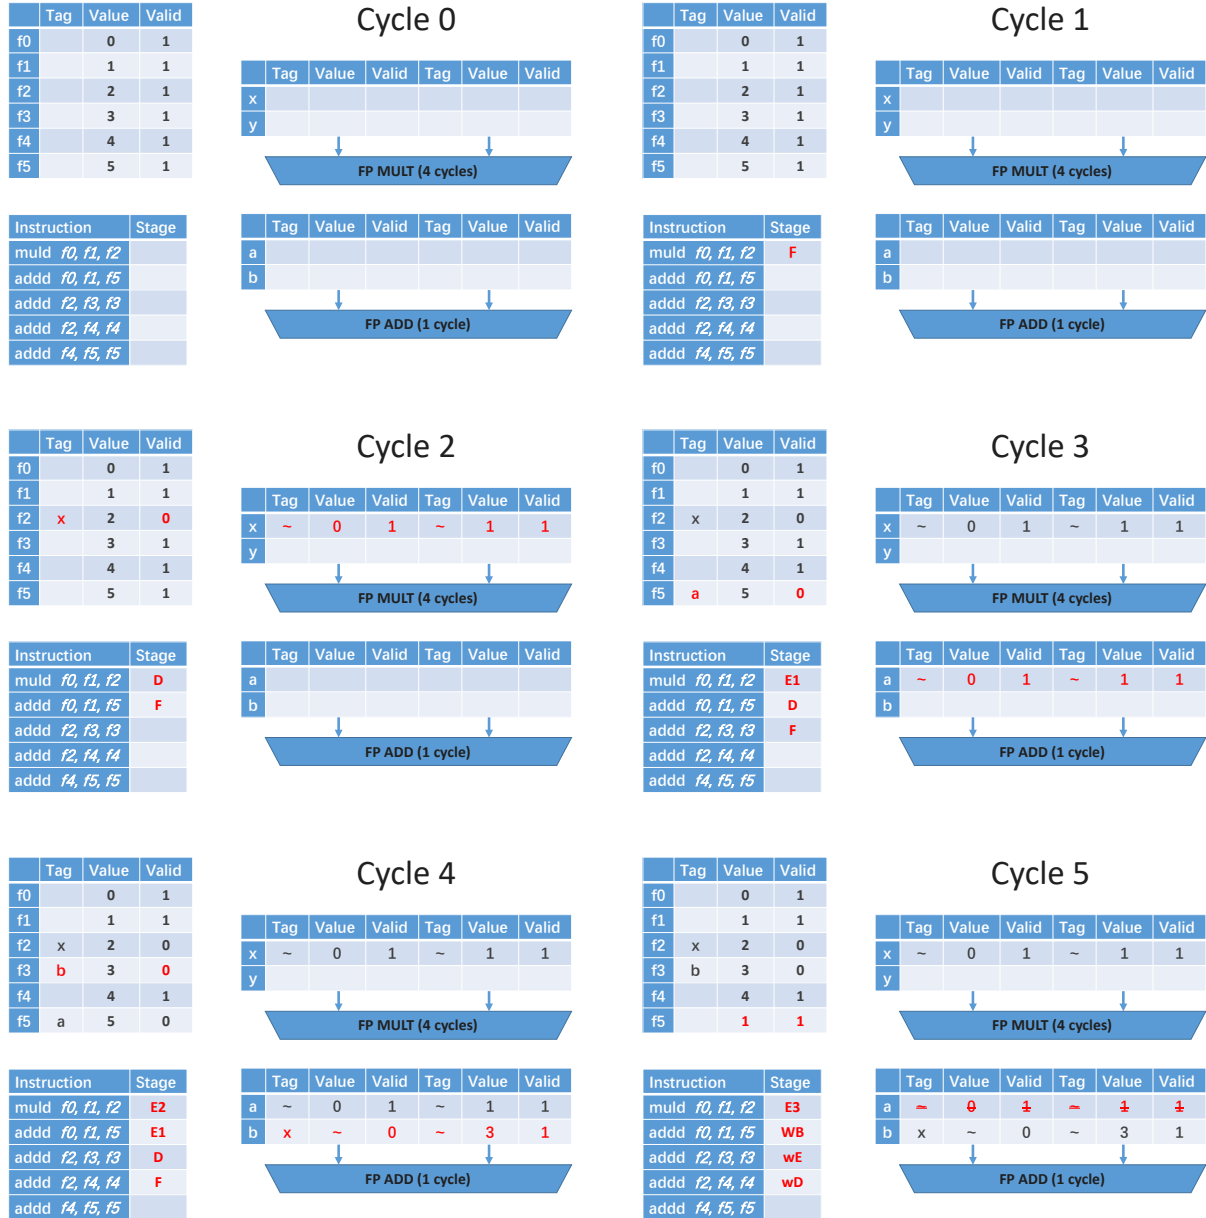 Cycle 0
Tag Value Valid
f0 0 1
f1 1 1
f2 2 1
f3 3 1
f4 4 1
f5 5 1
Tag Value Valid Tag Value Valid
x
y
FP MULT (4 cycles)
Instruction Stage
muld f0, f1, f2
addd f0, f1, f5
addd f2, f3, f3
addd f2, f4, f4
addd f4, f5, f5
Tag Value Valid Tag Value Valid
a
b
FP ADD (1 cycle)
Cycle 1
Tag Value Valid
f0 0 1
f1 1 1
f2 2 1
f3 3 1
f4 4 1
f5 5 1
Tag Value Valid Tag Value Valid
x
y
FP MULT (4 cycles)
Instruction Stage
muld f0, f1, f2 F
addd f0, f1, f5
addd f2, f3, f3
addd f2, f4, f4
addd f4, f5, f5
Tag Value Valid Tag Value Valid
a
b
FP ADD (1 cycle)
Cycle 2
Tag Value Valid
f0 0 1
f1 1 1
f2 x 2 0
f3 3 1
f4 4 1
f5 5 1
Tag Value Valid Tag Value Valid
x ~ 0 1 ~ 1 1
y
FP MULT (4 cycles)
Instruction Stage
muld f0, f1, f2 D
addd f0, f1, f5 F
addd f2, f3, f3
addd f2, f4, f4
addd f4, f5, f5
Tag Value Valid Tag Value Valid
a
b
FP ADD (1 cycle)
Cycle 3
Tag Value Valid
f0 0 1
f1 1 1
f2 x 2 0
f3 3 1
f4 4 1
f5 a 5 0
Tag Value Valid Tag Value Valid
x ~ 0 1 ~ 1 1
y
FP MULT (4 cycles)
Instruction Stage
muld f0, f1, f2 E1
addd f0, f1, f5 D
addd f2, f3, f3 F
addd f2, f4, f4
addd f4, f5, f5
Tag Value Valid Tag Value Valid
a ~ 0 1 ~ 1 1
b
FP ADD (1 cycle)
Cycle 4
Tag Value Valid
f0 0 1
f1 1 1
f2 x 2 0
f3 b 3 0
f4 4 1
f5 a 5 0
Tag Value Valid Tag Value Valid
x ~ 0 1 ~ 1 1
y
FP MULT (4 cycles)
Instruction Stage
muld f0, f1, f2 E2
addd f0, f1, f5 E1
addd f2, f3, f3 D
addd f2, f4, f4 F
addd f4, f5, f5
Tag Value Valid Tag Value Valid
a ~ 0 1 ~ 1 1
b x ~ 0 ~ 3 1
FP ADD (1 cycle)
Cycle 5
Tag Value Valid
f0 0 1
f1 1 1
f2 x 2 0
f3 b 3 0
f4 4 1
f5 1 1
Tag Value Valid Tag Value Valid
x ~ 0 1 ~ 1 1
y
FP MULT (4 cycles)
Instruction Stage
muld f0, f1, f2 E3
addd f0, f1, f5 WB
addd f2, f3, f3 wE
addd f2, f4, f4 wD
addd f4, f5, f5
Tag Value Valid Tag Value Valid
a ~ 0 1 ~ 1 1
b x ~ 0 ~ 3 1
FP ADD (1 cycle)